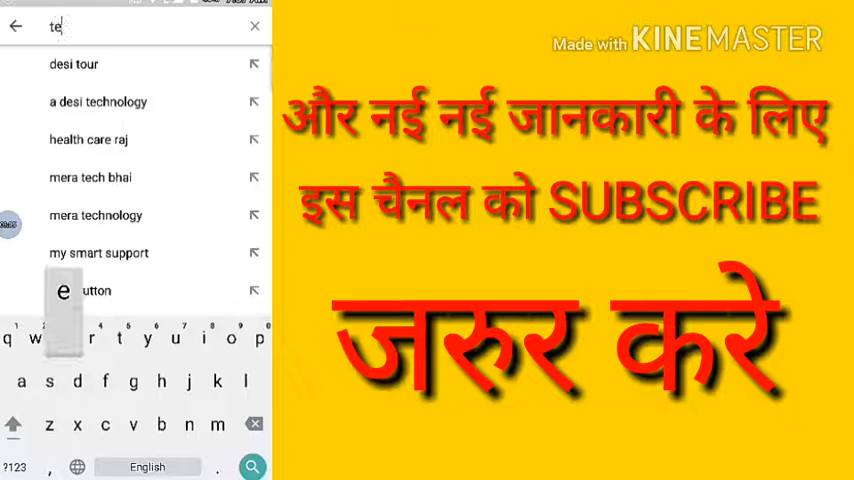 te
desi tour
a desi technology
health care raj
mera tech bhai
mera technology
my smart support
e utton
q w r t y u i o p
a s d f g h j k l
z x c v b n m
?123 , English .
Made with KINEMASTER
और नई नई जानकारी के लिए
इस चैनल को SUBSCRIBE
जरुर करे